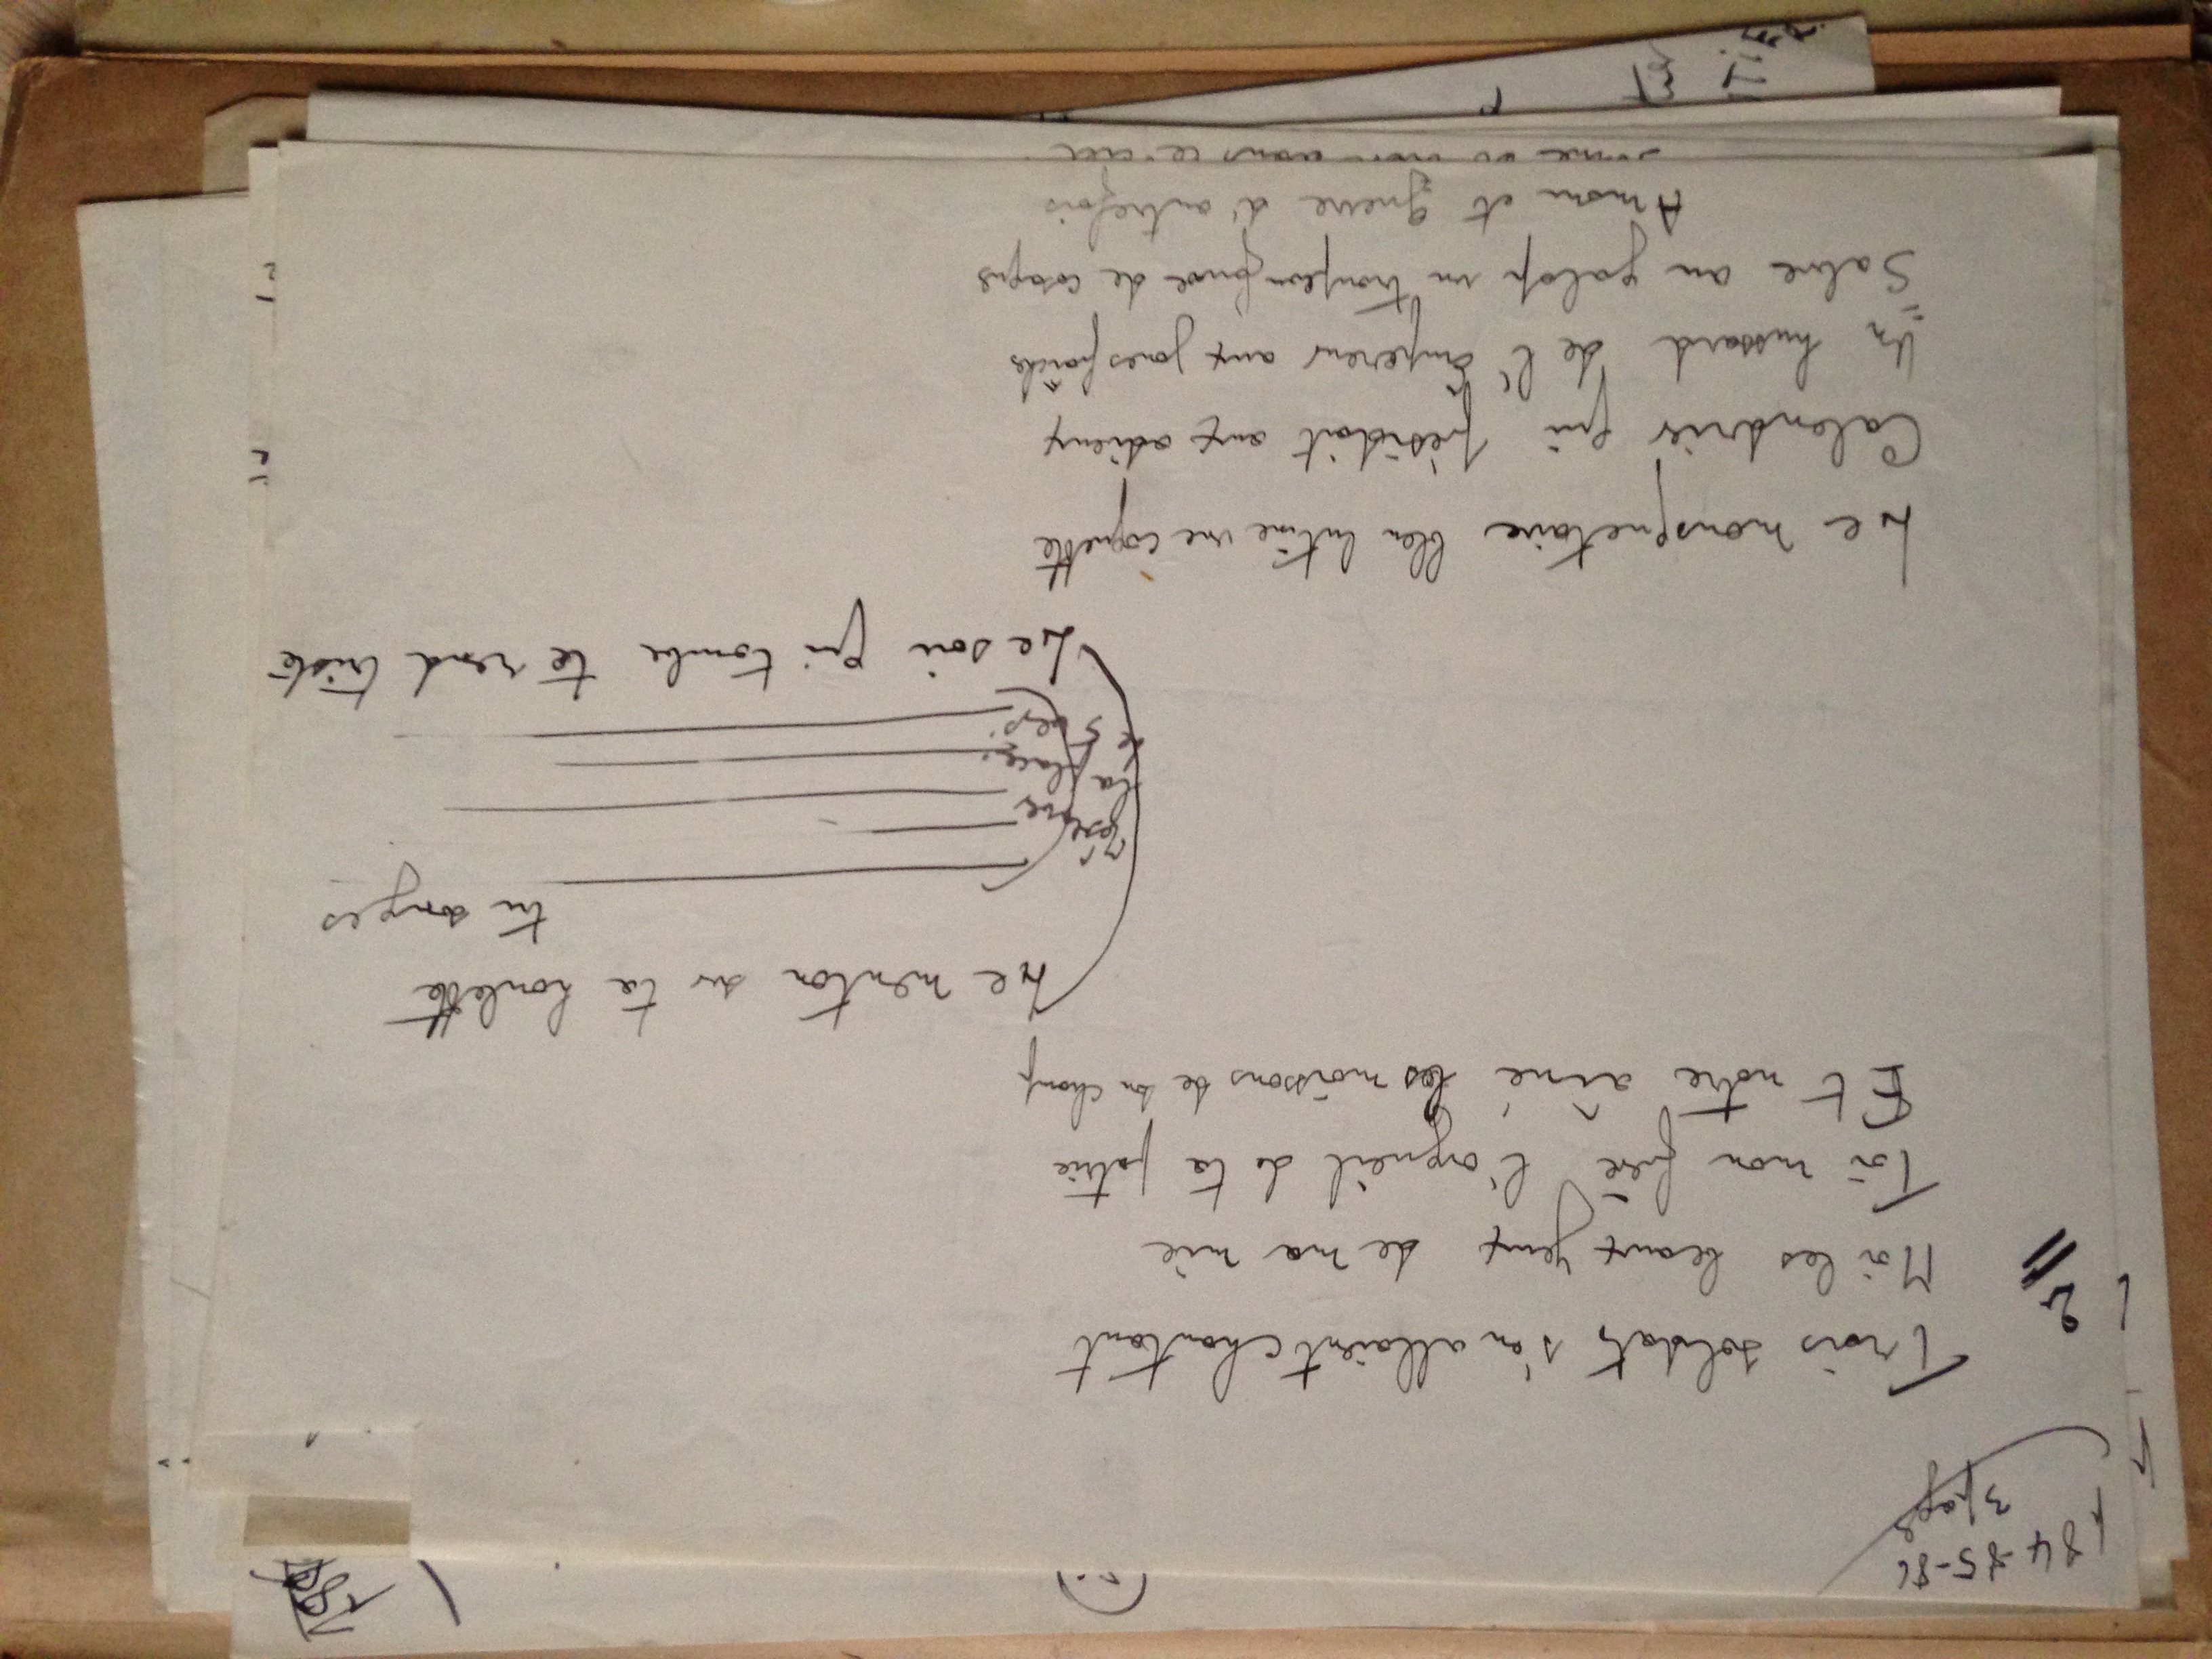 p 84-85-86
3 pages
2
Trois soldats s'en allaient chantant
Moi les beaux yeux de ma mie
Toi mon frère l'orgueil de ta patrie
Et notre aîné les moissons de son champ
Le menton sur ta houlette
tu songes
réserver
la place
de 5 vers
Le soir qui tombe te rend triste
Le mousquetaire bleu lutine une coquette
Calendrier qui présidait aux adieux
Un hussard de l'Empereur aux joues fraîches
Sabre au galop un troupeau fauve de cosaques
Amour et guerre d'autrefois